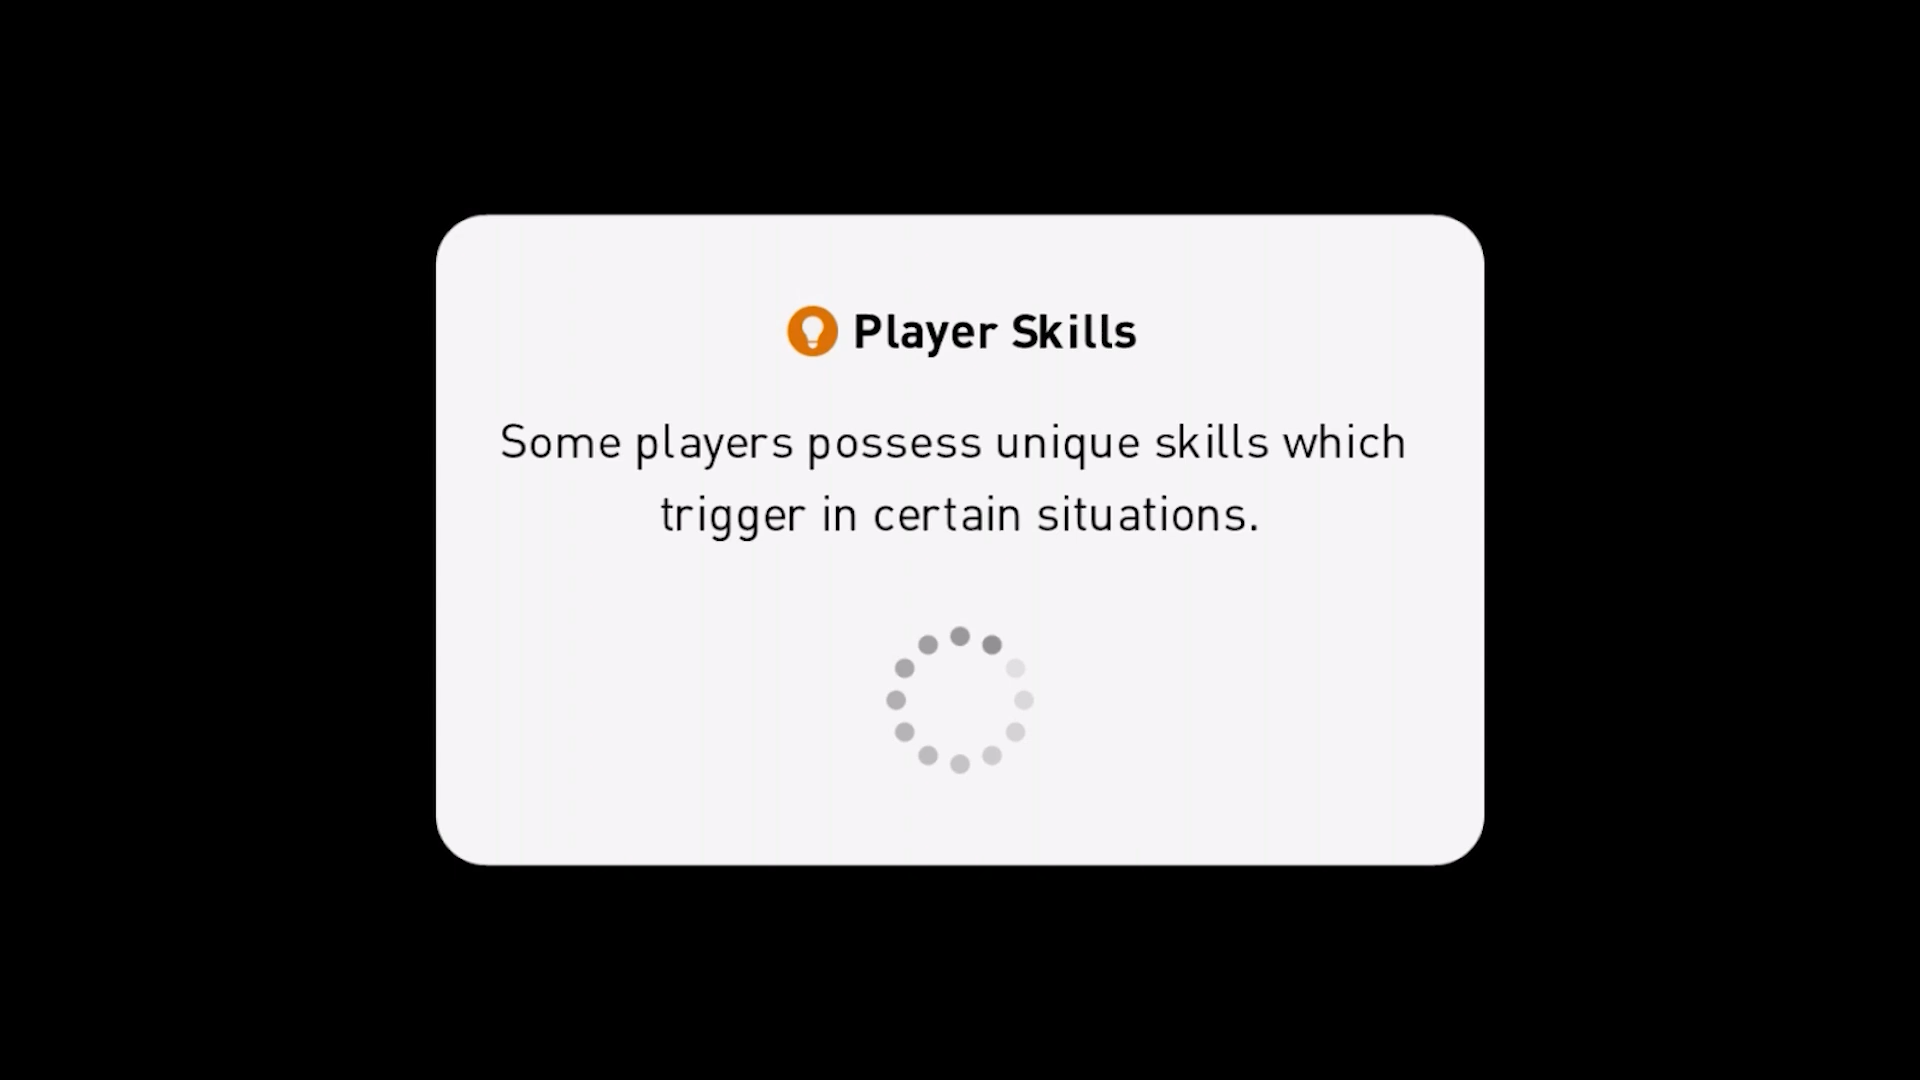 Player Skills
Some players possess unique skills which
trigger in certain situations.